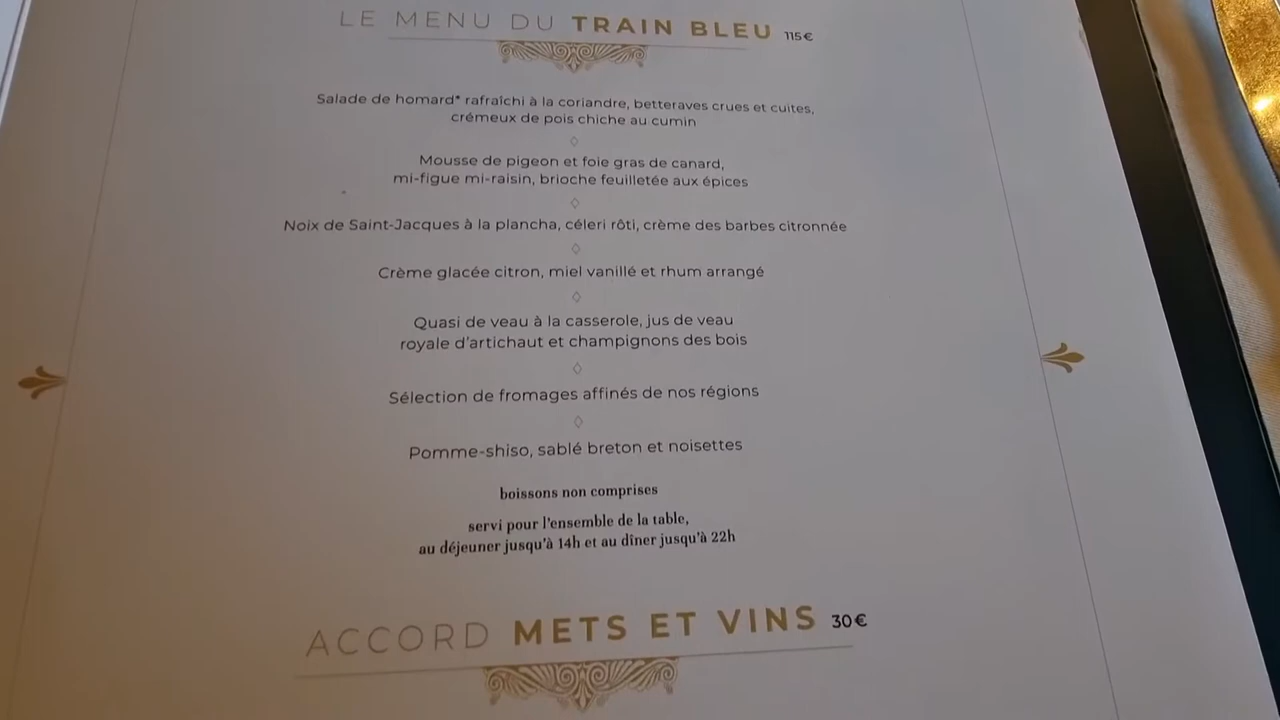 LE MENU DU TRAIN BLEU 115€
Salade de homard* rafraîchi à la coriandre, betteraves crues et cuites,
crémeux de pois chiche au cumin
Mousse de pigeon et foie gras de canard,
mi-figue mi-raisin, brioche feuilletée aux épices
Noix de Saint-Jacques à la plancha, céleri rôti, crème des barbes citronnée
Crème glacée citron, miel vanillé et rhum arrangé
Quasi de veau à la casserole, jus de veau
royale d'artichaut et champignons des bois
Sélection de fromages affinés de nos régions
Pomme-shiso, sablé breton et noisettes
boissons non comprises
servi pour l'ensemble de la table,
au déjeuner jusqu'à 14h et au dîner jusqu'à 22h
ACCORD METS ET VINS 30€